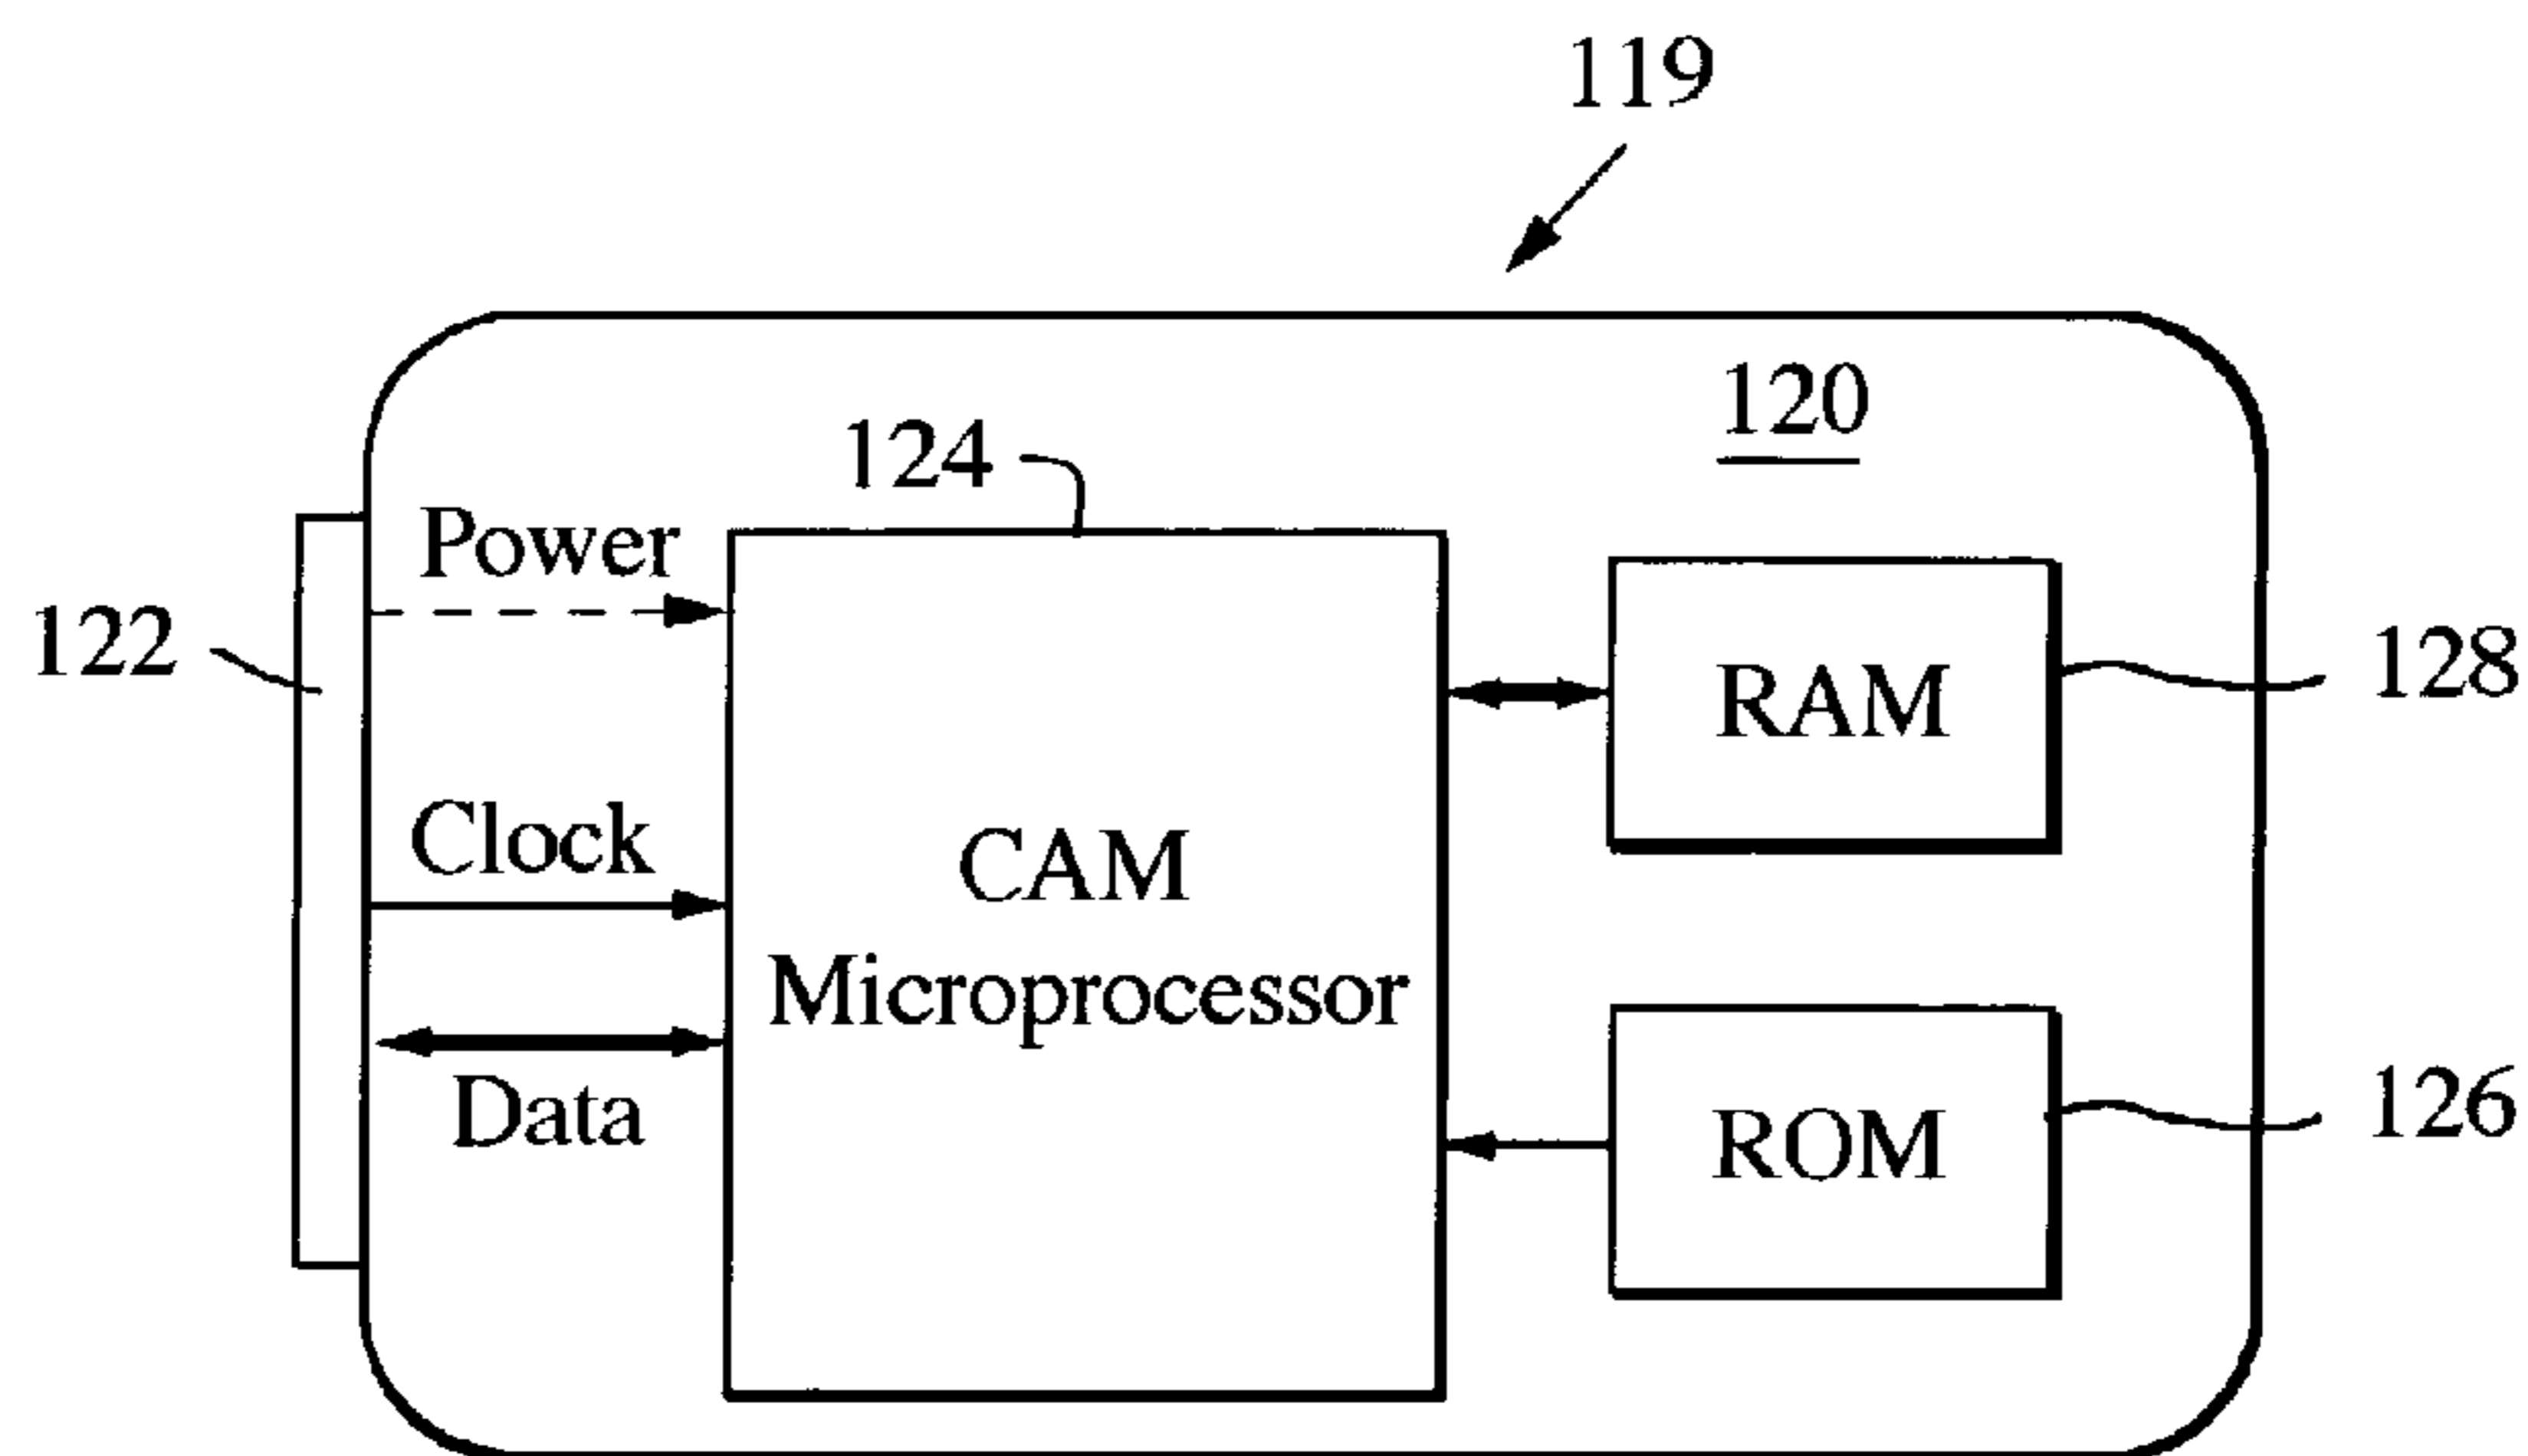 119
120
124
Power
122
RAM
128
Clock
CAM
Microprocessor
Data
ROM
126